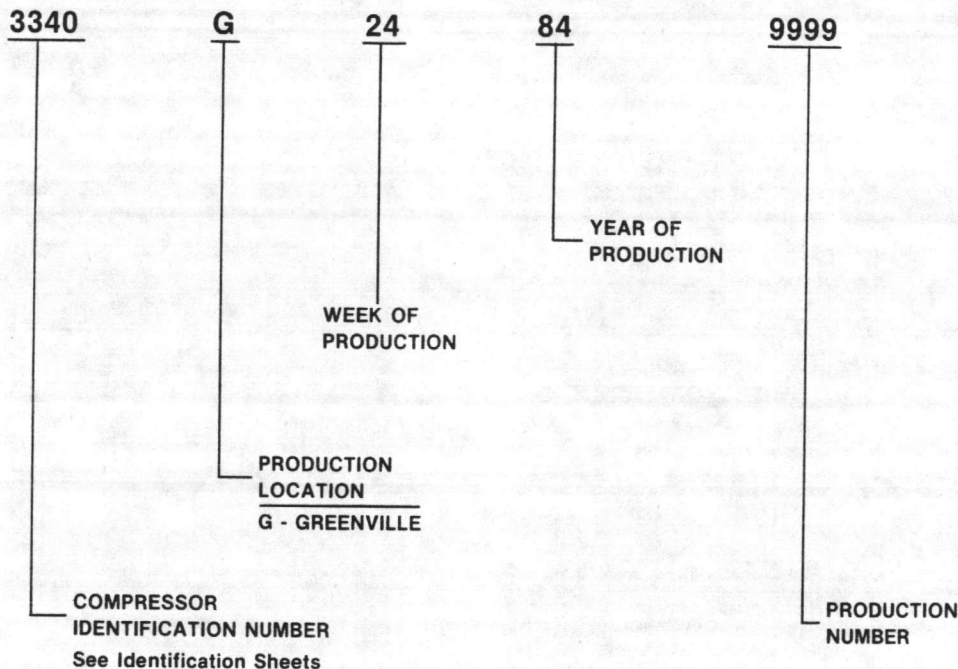 3340 G 24 84 9999
YEAR OF
PRODUCTION
WEEK OF
PRODUCTION
PRODUCTION
LOCATION
G - GREENVILLE
COMPRESSOR
IDENTIFICATION NUMBER
See Identification Sheets
PRODUCTION
NUMBER